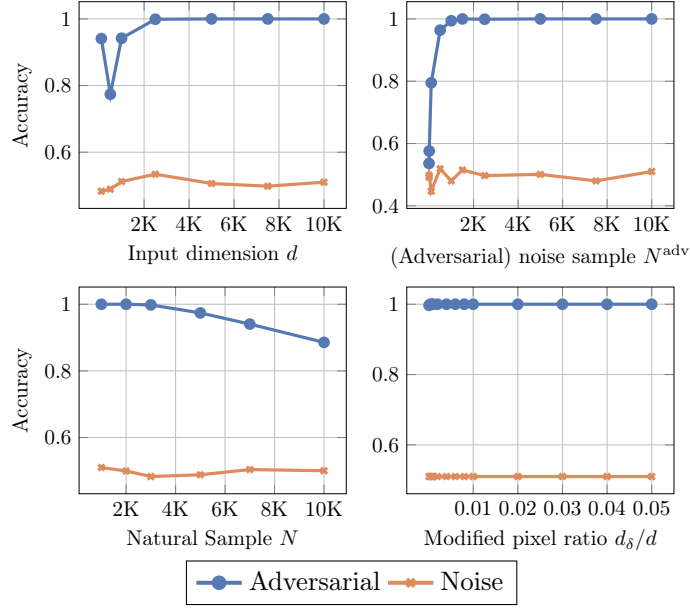 1
0.8
0.6
Accuracy
2K 4K 6K 8K 10K
Input dimension d
1
0.8
0.6
0.4
2K 4K 6K 8K 10K
(Adversarial) noise sample N^adv
1
0.8
0.6
Accuracy
2K 4K 6K 8K 10K
Natural Sample N
1
0.8
0.6
0.01 0.02 0.03 0.04 0.05
Modified pixel ratio d_δ/d
Adversarial Noise